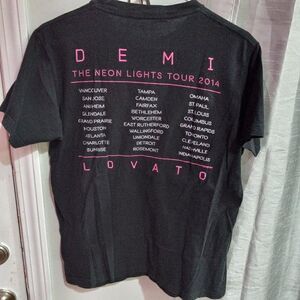 DEMI
THE NEON LIGHTS TOUR 2014
VANCOUVER
SAN JOSE
ANAHEIM
GLENDALE
GRAND PRAIRIE
HOUSTON
ATLANTA
CHARLOTTE
SUNRISE
TAMPA
CAMDEN
FAIRFAX
BETHLEHEM
WORCESTER
EAST RUTHERFORD
WALLINGFORD
UNIONDALE
DETROIT
ROSEMONT
OMAHA
ST PAUL
ST LOUIS
COLUMBUS
GRAND RAPIDS
TORONTO
CLEVELAND
NASHVILLE
INDIANAPOLIS
LOVATO